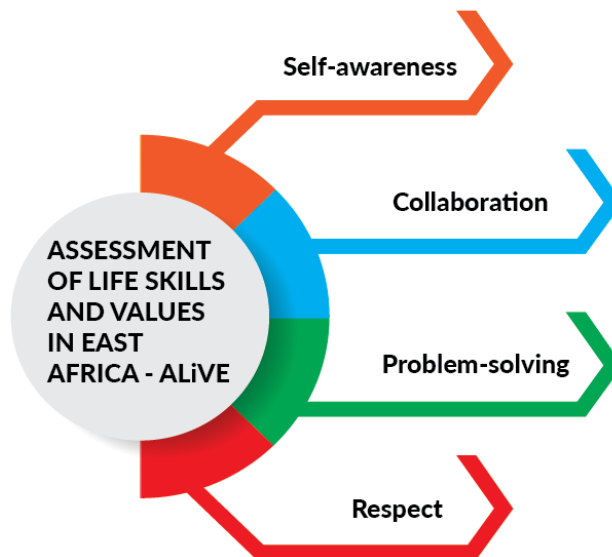 Self-awareness
Collaboration
ASSESSMENT
OF LIFE SKILLS
AND VALUES
IN EAST
AFRICA - ALiVE
Problem-solving
Respect